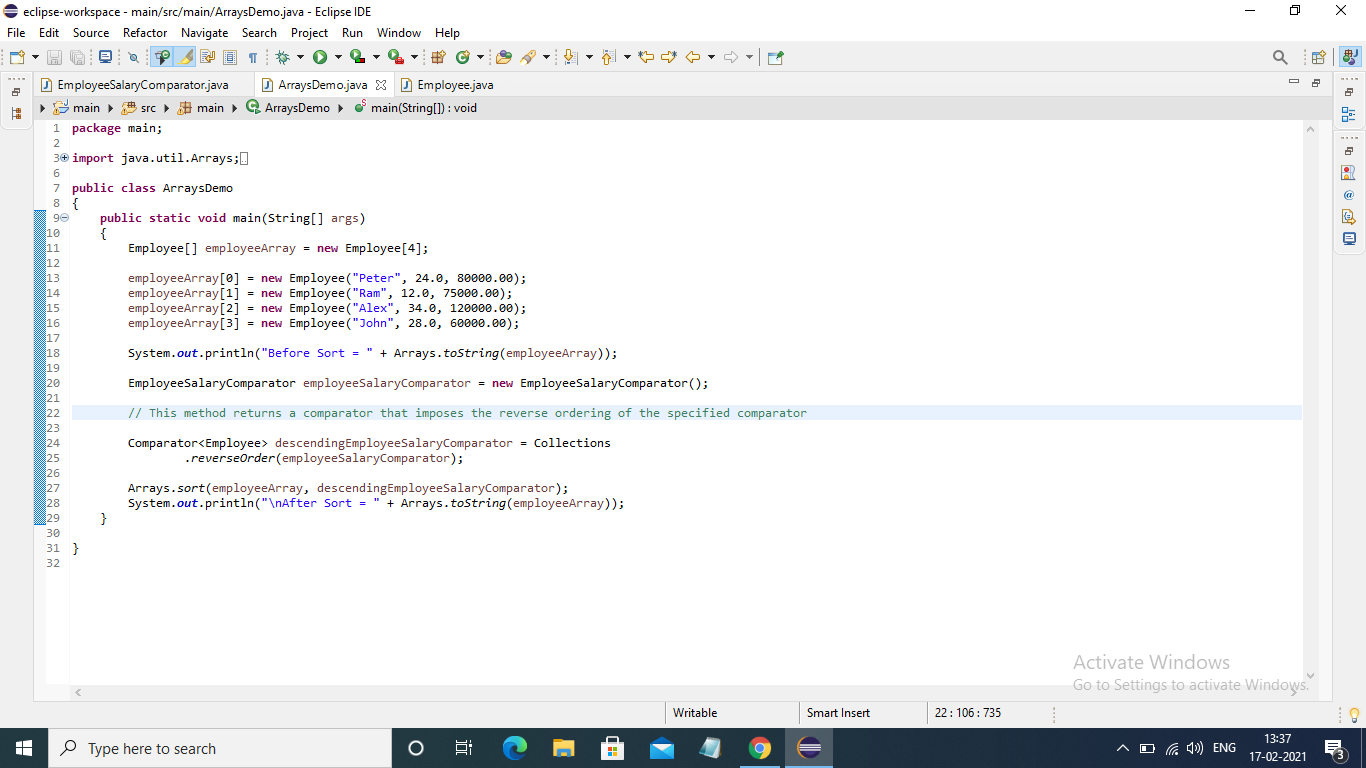 eclipse-workspace - main/src/main/ArraysDemo.java - Eclipse IDE
File Edit Source Refactor Navigate Search Project Run Window Help
EmployeeSalaryComparator.java ArraysDemo.java Employee.java
main src main ArraysDemo main(String[]) : void
1 package main;
2
3 import java.util.Arrays;
6
7 public class ArraysDemo
8 {
9 public static void main(String[] args)
10 {
11 Employee[] employeeArray = new Employee[4];
12
13 employeeArray[0] = new Employee("Peter", 24.0, 80000.00);
14 employeeArray[1] = new Employee("Ram", 12.0, 75000.00);
15 employeeArray[2] = new Employee("Alex", 34.0, 120000.00);
16 employeeArray[3] = new Employee("John", 28.0, 60000.00);
17
18 System.out.println("Before Sort = " + Arrays.toString(employeeArray));
19
20 EmployeeSalaryComparator employeeSalaryComparator = new EmployeeSalaryComparator();
21
22 // This method returns a comparator that imposes the reverse ordering of the specified comparator
23
24 Comparator<Employee> descendingEmployeeSalaryComparator = Collections
25 .reverseOrder(employeeSalaryComparator);
26
27 Arrays.sort(employeeArray, descendingEmployeeSalaryComparator);
28 System.out.println("\nAfter Sort = " + Arrays.toString(employeeArray));
29 }
30
31 }
32
Activate Windows
Go to Settings to activate Windows.
Writable Smart Insert 22 : 106 : 735
Type here to search
ENG
13:37
17-02-2021
3